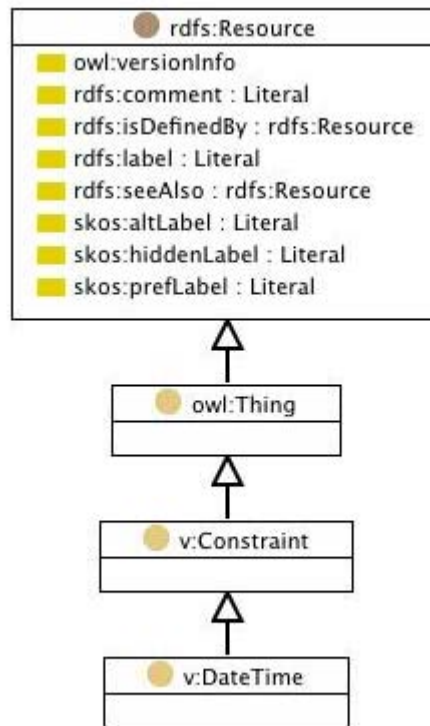 rdfs:Resource
owl:versionInfo
rdfs:comment : Literal
rdfs:isDefinedBy : rdfs:Resource
rdfs:label : Literal
rdfs:seeAlso : rdfs:Resource
skos:altLabel : Literal
skos:hiddenLabel : Literal
skos:prefLabel : Literal
owl:Thing
v:Constraint
v:DateTime